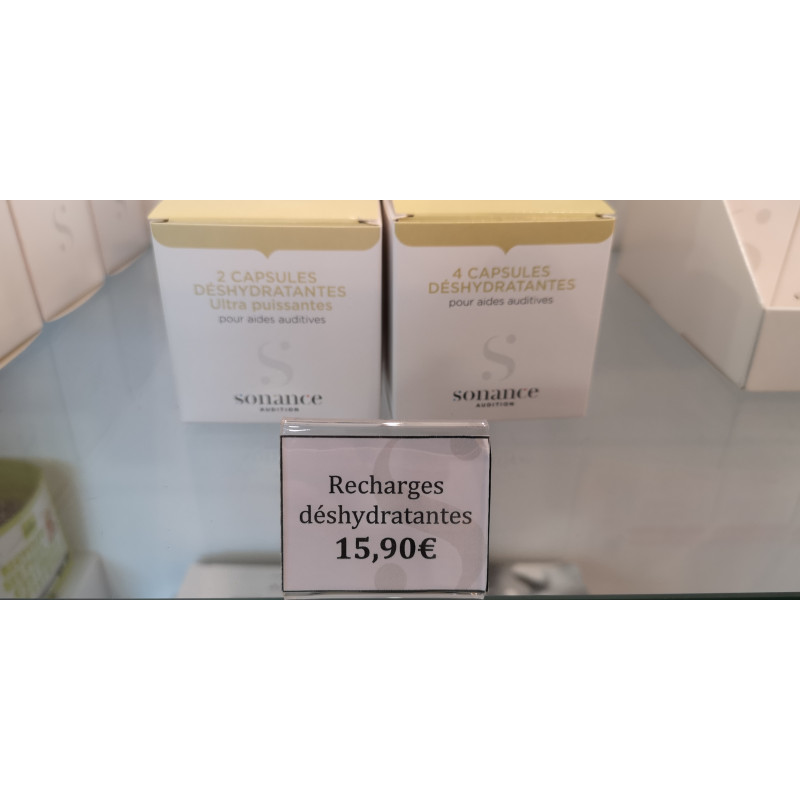 2 CAPSULES
DÉSHYDRATANTES
Ultra puissantes
pour aides auditives
sonance
AUDITION
4 CAPSULES
DÉSHYDRATANTES
pour aides auditives
sonance
AUDITION
Recharges
déshydratantes
15,90€